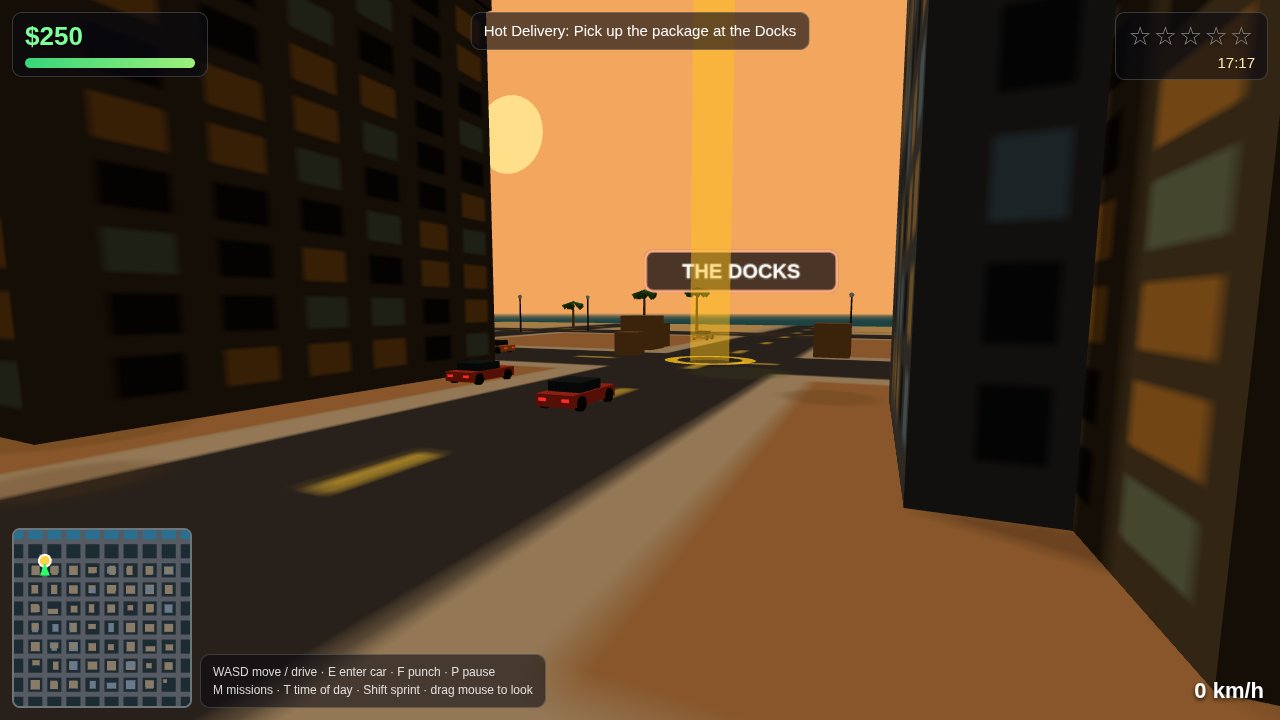 $250
Hot Delivery: Pick up the package at the Docks
☆☆☆☆☆
17:17
THE DOCKS
WASD move / drive · E enter car · F punch · P pause
M missions · T time of day · Shift sprint · drag mouse to look
0 km/h